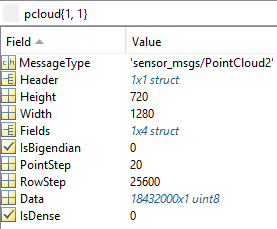 pcloud{1, 1}
Field Value
MessageType 'sensor_msgs/PointCloud2'
Header 1x1 struct
Height 720
Width 1280
Fields 1x4 struct
IsBigendian 0
PointStep 20
RowStep 25600
Data 18432000x1 uint8
IsDense 0